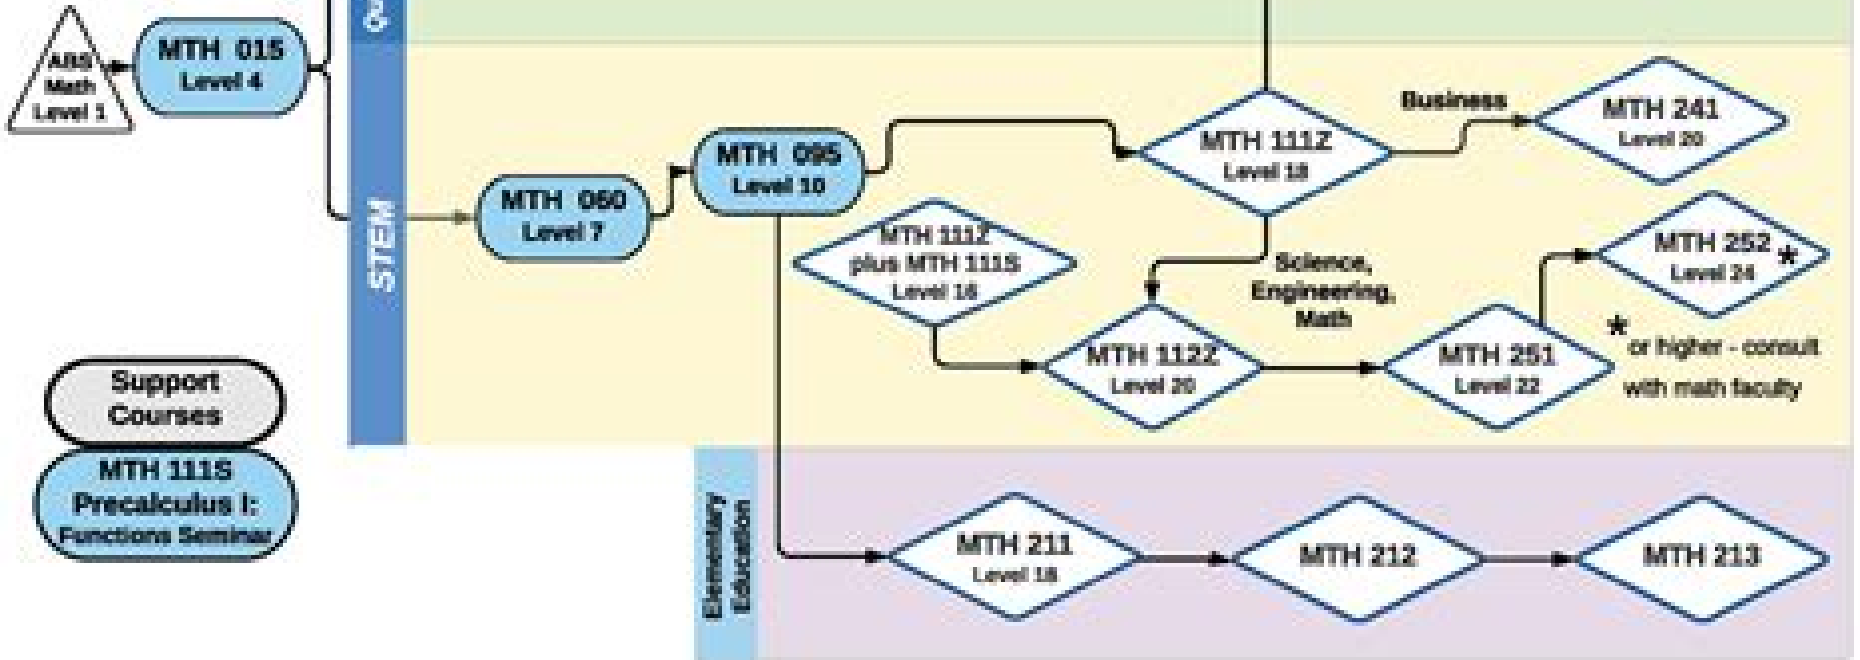 Qu
ABS
Math
Level 1
MTH 015
Level 4
STEM
MTH 060
Level 7
MTH 095
Level 10
MTH 111Z
Level 18
Business
MTH 241
Level 20
MTH 111Z
plus MTH 111S
Level 16
Science,
Engineering,
Math
MTH 112Z
Level 20
MTH 251
Level 22
MTH 252 *
Level 24
* or higher - consult
with math faculty
Support
Courses
MTH 111S
Precalculus I:
Functions Seminar
Elementary
Education
MTH 211
Level 18
MTH 212
MTH 213